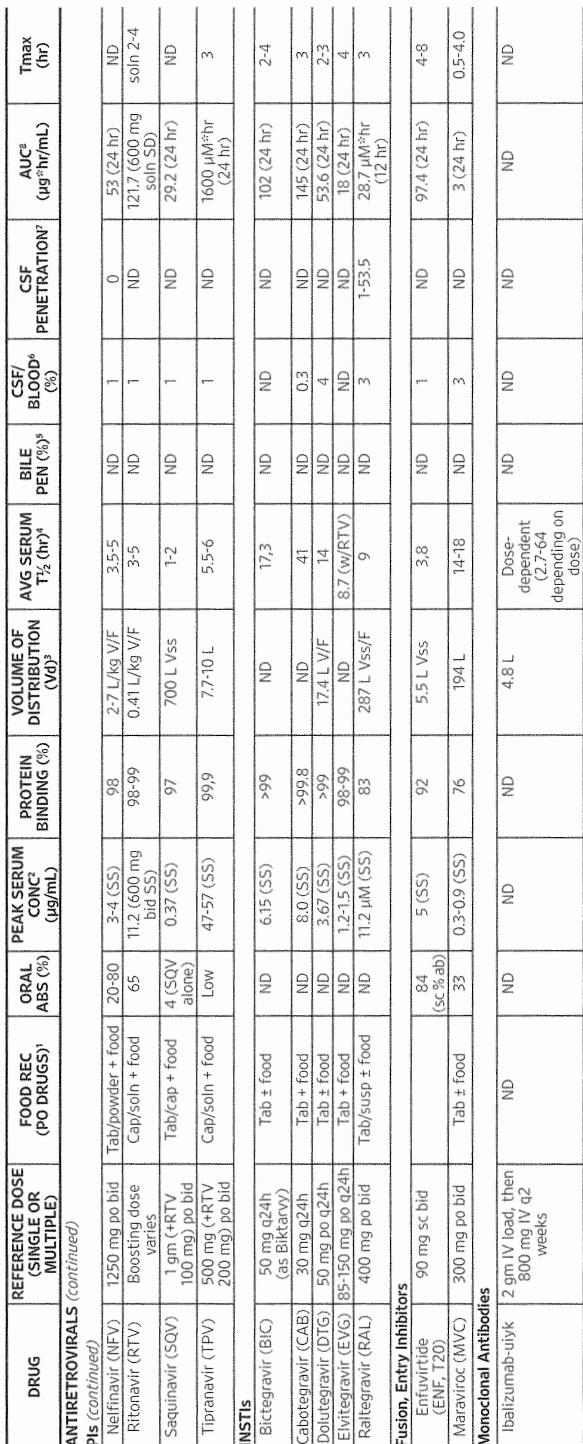 DRUG | REFERENCE DOSE (SINGLE OR MULTIPLE) | FOOD REC (PO DRUGS)¹ | ORAL ABS (%) | PEAK SERUM CONC² (µg/mL) | PROTEIN BINDING (%) | VOLUME OF DISTRIBUTION (Vd)³ | AVG SERUM T½ (hr)⁴ | BILE PEN (%)⁵ | CSF/BLOOD⁶ (%) | CSF PENETRATION⁷ | AUC⁸ (µg*hr/mL) | Tmax (hr)
ANTIRETROVIRALS (continued)
PIs (continued)
Nelfinavir (NFV) | 1250 mg po bid | Tab/powder + food | 20-80 | 3-4 (SS) | 98 | 2-7 L/kg V/F | 3.5-5 | ND | 1 | 0 | 53 (24 hr) | ND
Ritonavir (RTV) | Boosting dose varies | Cap/soln + food | 65 | 11.2 (600 mg bid SS) | 98-99 | 0.41 L/kg V/F | 3-5 | ND | 1 | ND | 121.7 (600 mg soln SD) | soln 2-4
Saquinavir (SQV) | 1 gm (+RTV 100 mg) po bid | Tab/cap + food | 4 (SQV alone) | 0.37 (SS) | 97 | 700 L Vss | 1-2 | ND | 1 | ND | 29.2 (24 hr) | ND
Tipranavir (TPV) | 500 mg (+RTV 200 mg) po bid | Cap/soln + food | Low | 47-57 (SS) | 99,9 | 7.7-10 L | 5.5-6 | ND | 1 | ND | 1600 µM*hr (24 hr) | 3
INSTIs
Bictegravir (BIC) | 50 mg q24h (as Biktarvy) | Tab ± food | ND | 6.15 (SS) | >99 | ND | 17,3 | ND | ND | ND | 102 (24 hr) | 2-4
Cabotegravir (CAB) | 30 mg q24h | Tab + food | ND | 8.0 (SS) | >99.8 | ND | 41 | ND | 0.3 | ND | 145 (24 hr) | 3
Dolutegravir (DTG) | 50 mg po q24h | Tab ± food | ND | 3.67 (SS) | >99 | 17.4 L V/F | 14 | ND | 4 | ND | 53.6 (24 hr) | 2-3
Elvitegravir (EVG) | 85-150 mg po q24h | Tab + food | ND | 1.2-1.5 (SS) | 98-99 | ND | 8.7 (w/RTV) | ND | ND | ND | 18 (24 hr) | 4
Raltegravir (RAL) | 400 mg po bid | Tab/susp ± food | ND | 11.2 µM (SS) | 83 | 287 L Vss/F | 9 | ND | 3 | 1-53.5 | 28.7 µM*hr (12 hr) | 3
Fusion, Entry Inhibitors
Enfuvirtide (ENF, T20) | 90 mg sc bid | | 84 (sc % ab) | 5 (SS) | 92 | 5.5 L Vss | 3,8 | ND | 1 | ND | 97.4 (24 hr) | 4-8
Maraviroc (MVC) | 300 mg po bid | Tab ± food | 33 | 0.3-0.9 (SS) | 76 | 194 L | 14-18 | ND | 3 | ND | 3 (24 hr) | 0.5-4.0
Monoclonal Antibodies
Ibalizumab-uiyk | 2 gm IV load, then 800 mg IV q2 weeks | ND | ND | ND | ND | 4.8 L | Dose-dependent (2.7-64 depending on dose) | ND | ND | ND | ND | ND